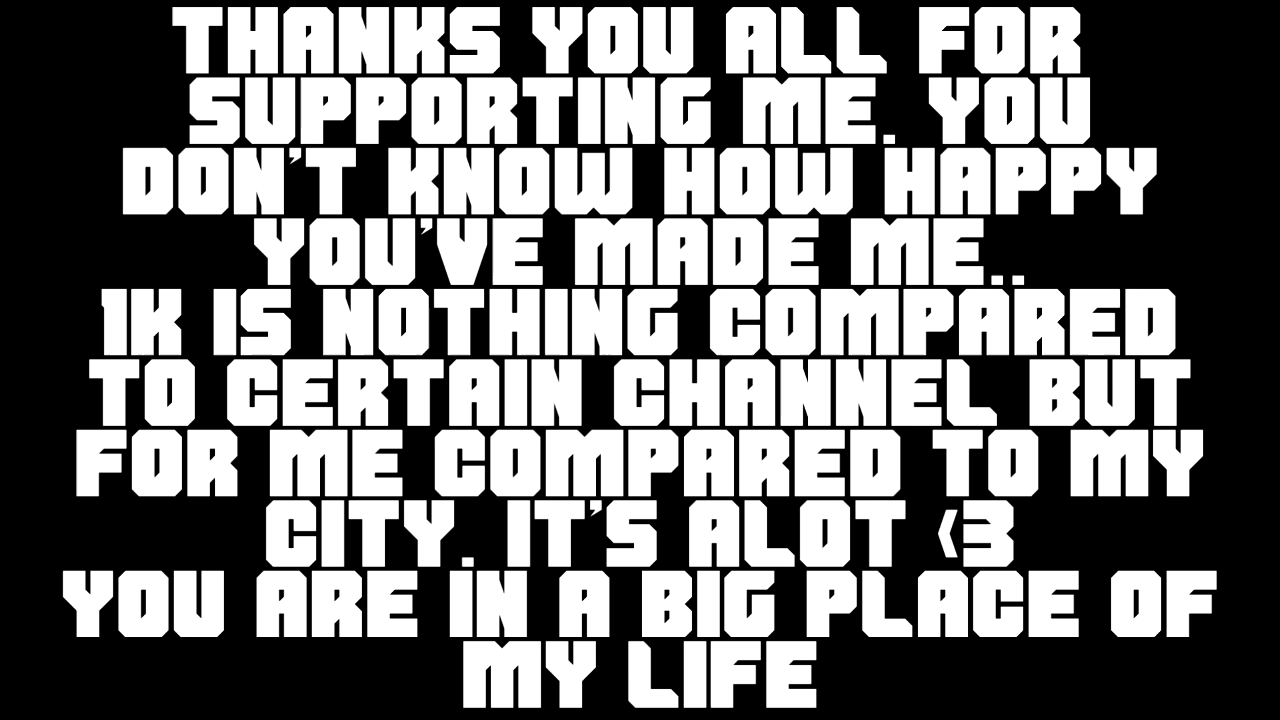 THANKS YOU ALL FOR
SUPPORTING ME. YOU
DON'T KNOW HOW HAPPY
YOU'VE MADE ME..
1K IS NOTHING COMPARED
TO CERTAIN CHANNEL BUT
FOR ME COMPARED TO MY
CITY. IT'S ALOT <3
YOU ARE IN A BIG PLACE OF
MY LIFE